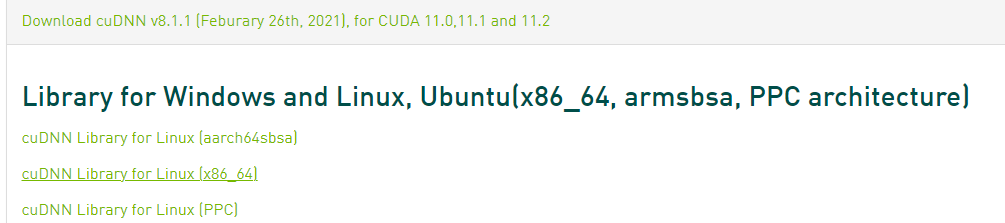 Download cuDNN v8.1.1 (Feburary 26th, 2021), for CUDA 11.0,11.1 and 11.2
Library for Windows and Linux, Ubuntu(x86_64, armsbsa, PPC architecture)
cuDNN Library for Linux (aarch64sbsa)
cuDNN Library for Linux (x86_64)
cuDNN Library for Linux (PPC)